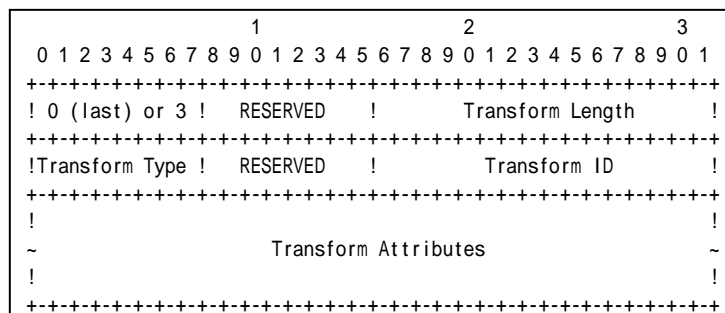 1                   2                   3
 0 1 2 3 4 5 6 7 8 9 0 1 2 3 4 5 6 7 8 9 0 1 2 3 4 5 6 7 8 9 0 1
+-+-+-+-+-+-+-+-+-+-+-+-+-+-+-+-+-+-+-+-+-+-+-+-+-+-+-+-+-+-+-+-+
! 0 (last) or 3 !   RESERVED    !        Transform Length       !
+-+-+-+-+-+-+-+-+-+-+-+-+-+-+-+-+-+-+-+-+-+-+-+-+-+-+-+-+-+-+-+-+
!Transform Type !   RESERVED    !          Transform ID         !
+-+-+-+-+-+-+-+-+-+-+-+-+-+-+-+-+-+-+-+-+-+-+-+-+-+-+-+-+-+-+-+-+
!                                                               !
~                      Transform Attributes                     ~
!                                                               !
+-+-+-+-+-+-+-+-+-+-+-+-+-+-+-+-+-+-+-+-+-+-+-+-+-+-+-+-+-+-+-+-+